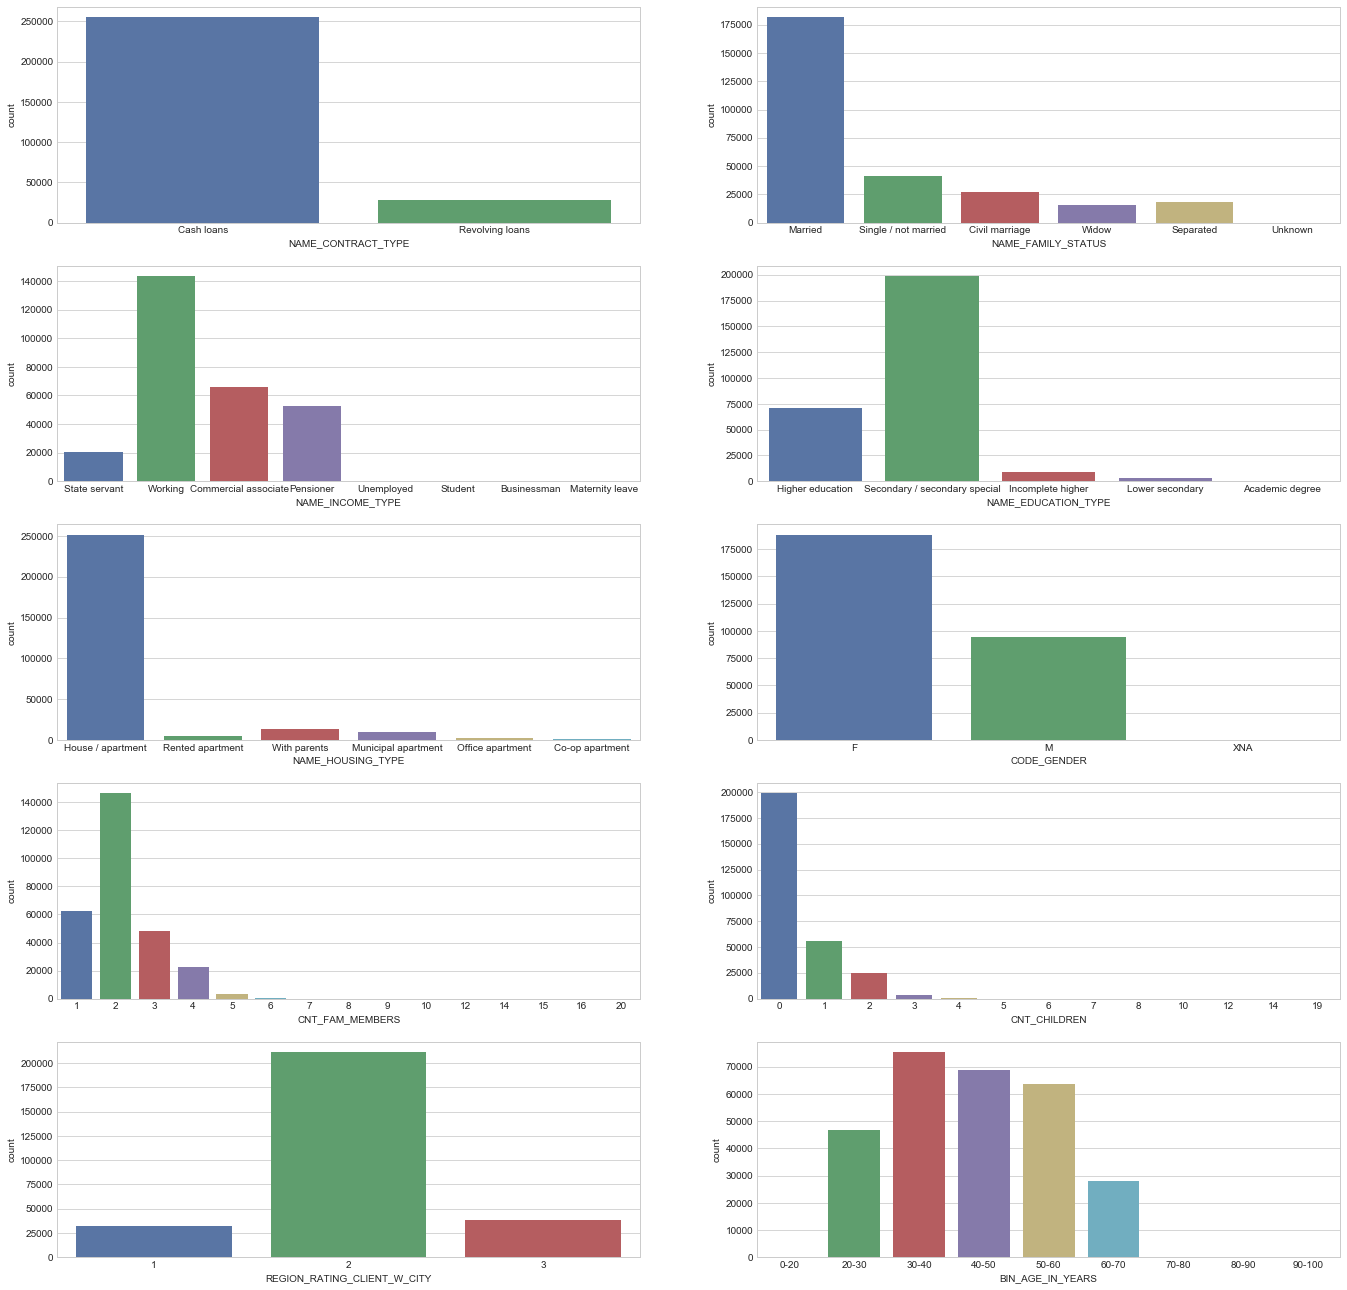 250000
200000
150000
100000
50000
0
count
Cash loans Revolving loans
NAME_CONTRACT_TYPE
175000
150000
125000
100000
75000
50000
25000
0
count
Married Single / not married Civil marriage Widow Separated Unknown
NAME_FAMILY_STATUS
140000
120000
100000
80000
60000
40000
20000
0
count
State servant Working Commercial associate Pensioner Unemployed Student Businessman Maternity leave
NAME_INCOME_TYPE
200000
175000
150000
125000
100000
75000
50000
25000
0
count
Higher education Secondary / secondary special Incomplete higher Lower secondary Academic degree
NAME_EDUCATION_TYPE
250000
200000
150000
100000
50000
0
count
House / apartment Rented apartment With parents Municipal apartment Office apartment Co-op apartment
NAME_HOUSING_TYPE
175000
150000
125000
100000
75000
50000
25000
0
count
F M XNA
CODE_GENDER
140000
120000
100000
80000
60000
40000
20000
0
count
1 2 3 4 5 6 7 8 9 10 12 14 15 16 20
CNT_FAM_MEMBERS
200000
175000
150000
125000
100000
75000
50000
25000
0
count
0 1 2 3 4 5 6 7 8 10 12 14 19
CNT_CHILDREN
200000
175000
150000
125000
100000
75000
50000
25000
0
count
1 2 3
REGION_RATING_CLIENT_W_CITY
70000
60000
50000
40000
30000
20000
10000
0
count
0-20 20-30 30-40 40-50 50-60 60-70 70-80 80-90 90-100
BIN_AGE_IN_YEARS